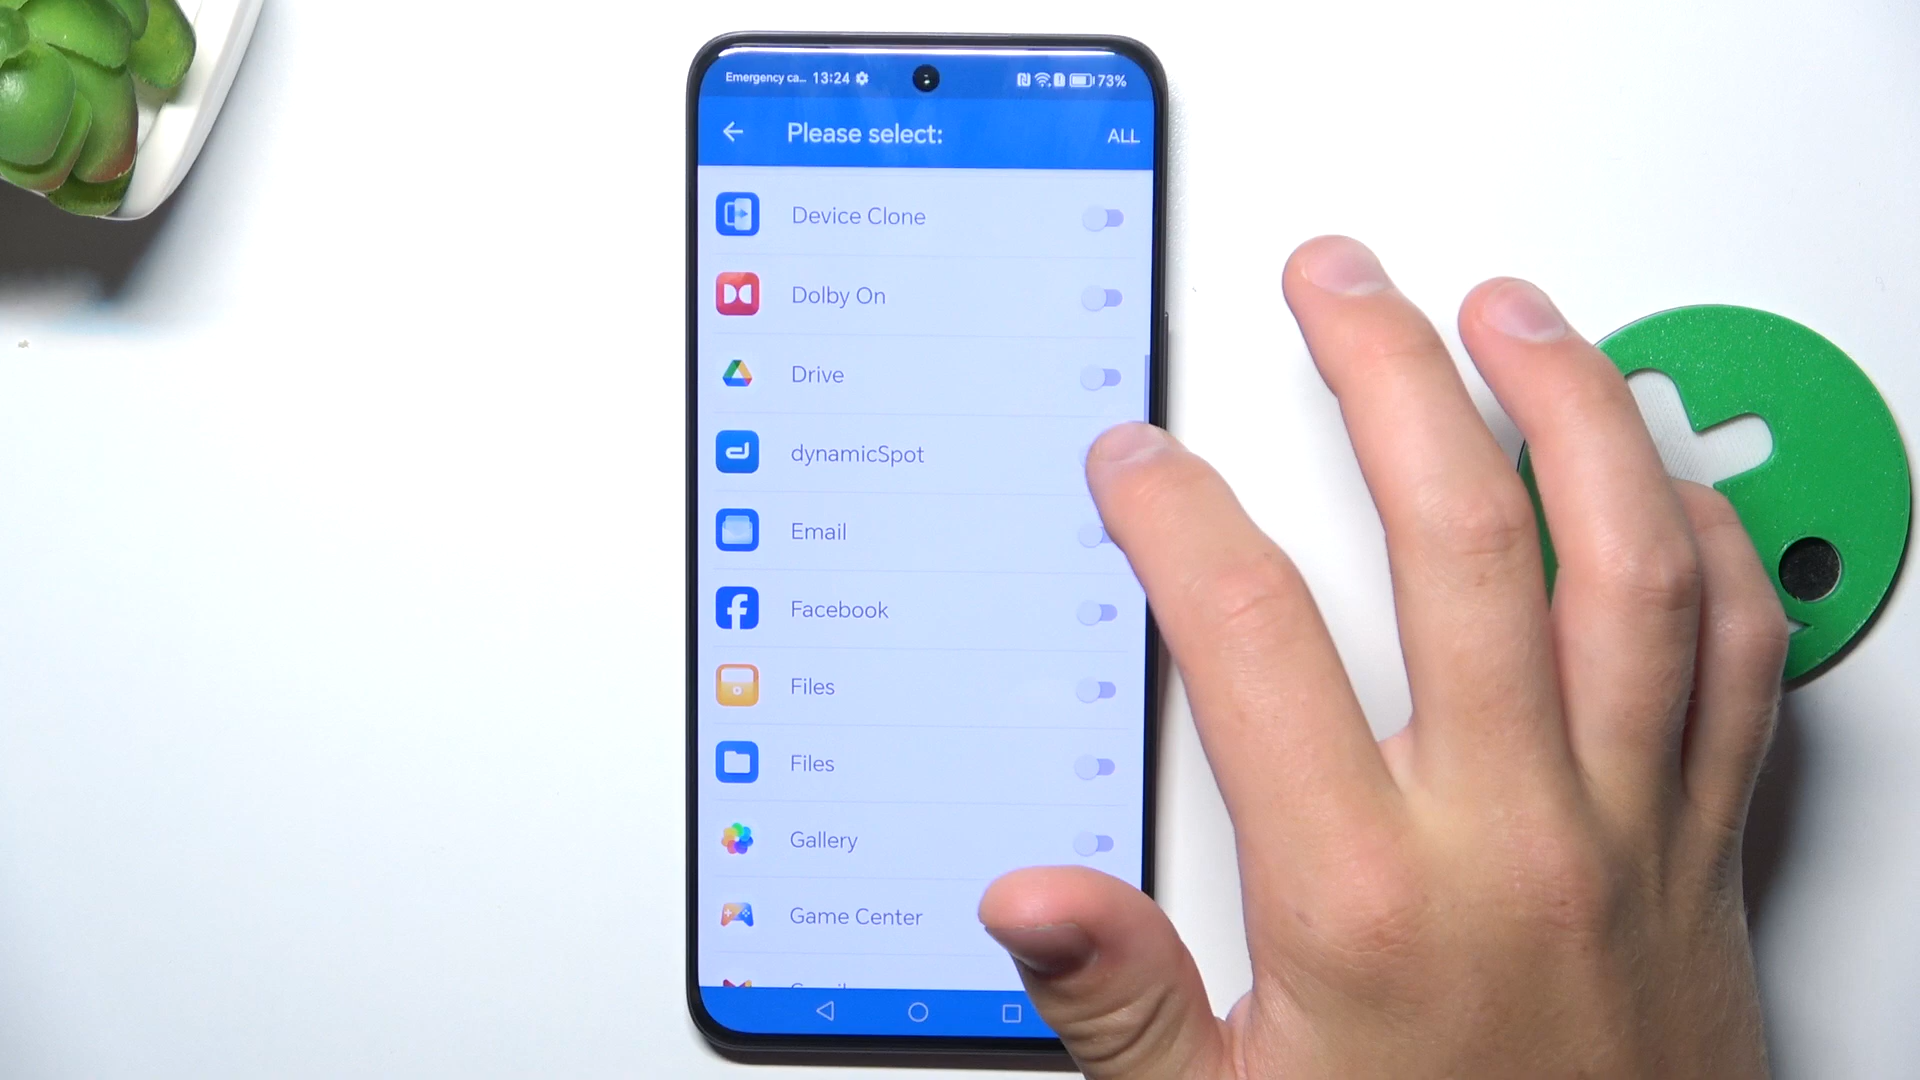 Emergency ca... 13:24 73%
Please select: ALL
Device Clone
Dolby On
Drive
dynamicSpot
Email
Facebook
Files
Files
Gallery
Game Center